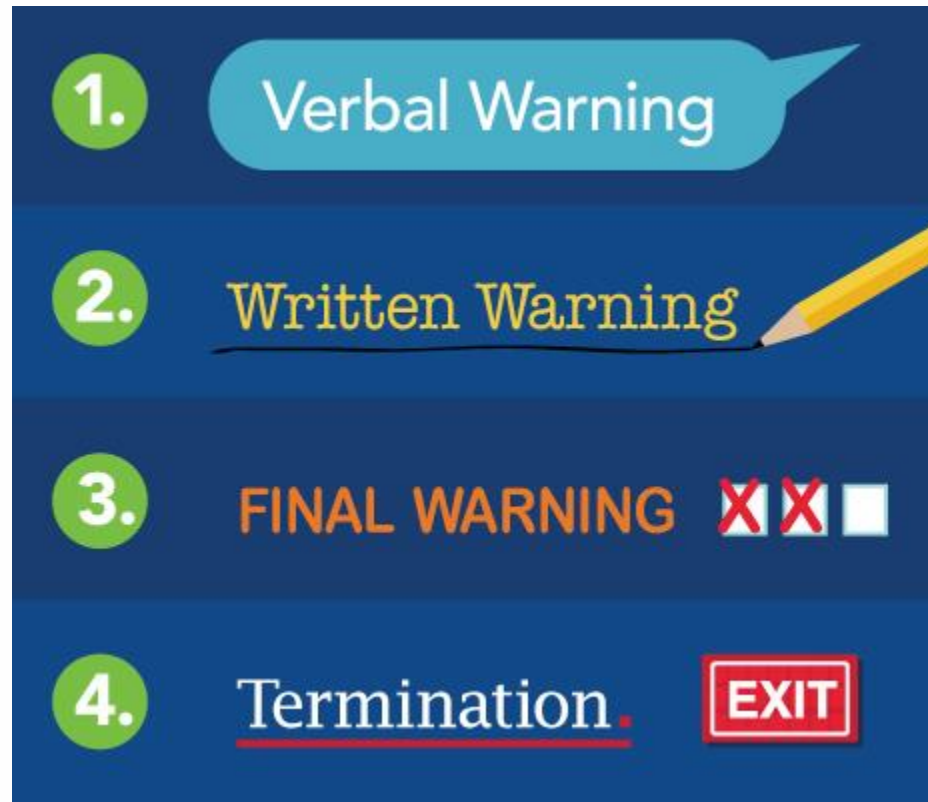 1. Verbal Warning
2. Written Warning
3. FINAL WARNING X X
4. Termination. EXIT